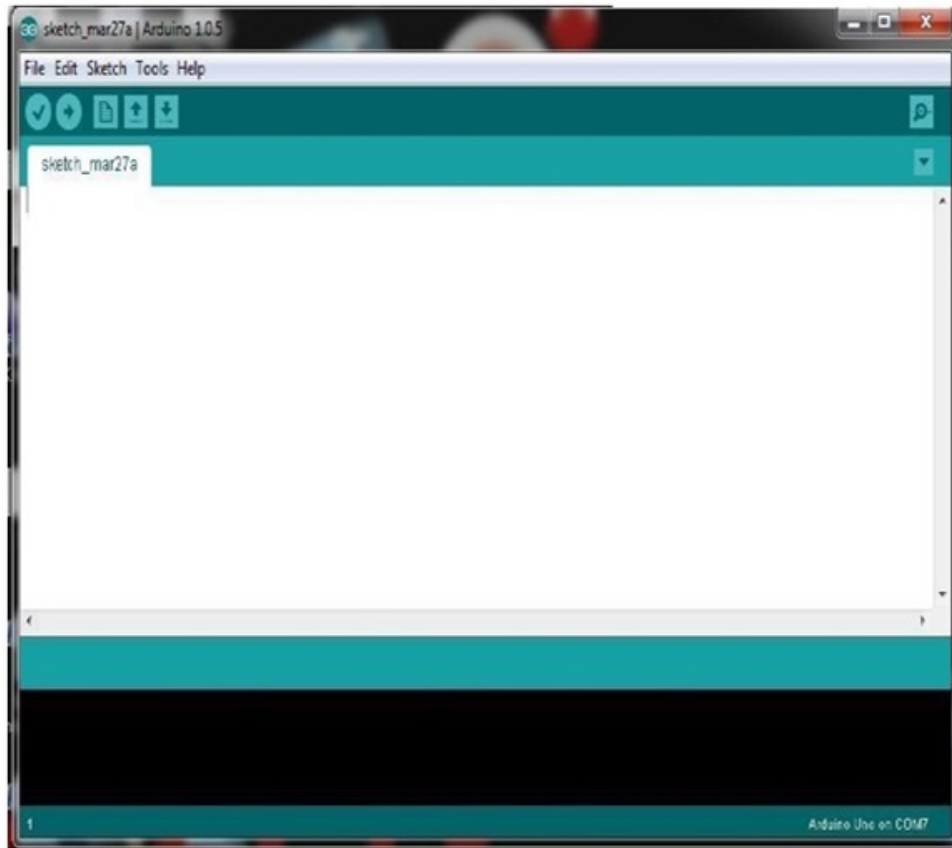 sketch_mar27a | Arduino 1.0.5
File Edit Sketch Tools Help
sketch_mar27a
1
Arduino Uno on COM7